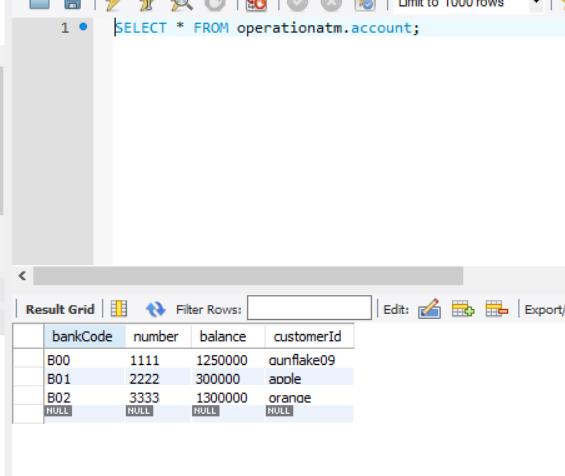 Limit to 1000 rows
1 SELECT * FROM operationatm.account;
Result Grid Filter Rows: Edit: Export/
bankCode number balance customerId
B00 1111 1250000 gunflake09
B01 2222 300000 apple
B02 3333 1300000 orange
NULL NULL NULL NULL